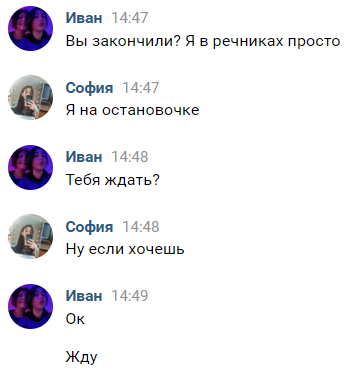 Иван 14:47
Вы закончили? Я в речниках просто
София 14:47
Я на остановочке
Иван 14:48
Тебя ждать?
София 14:48
Ну если хочешь
Иван 14:49
Ок
Жду